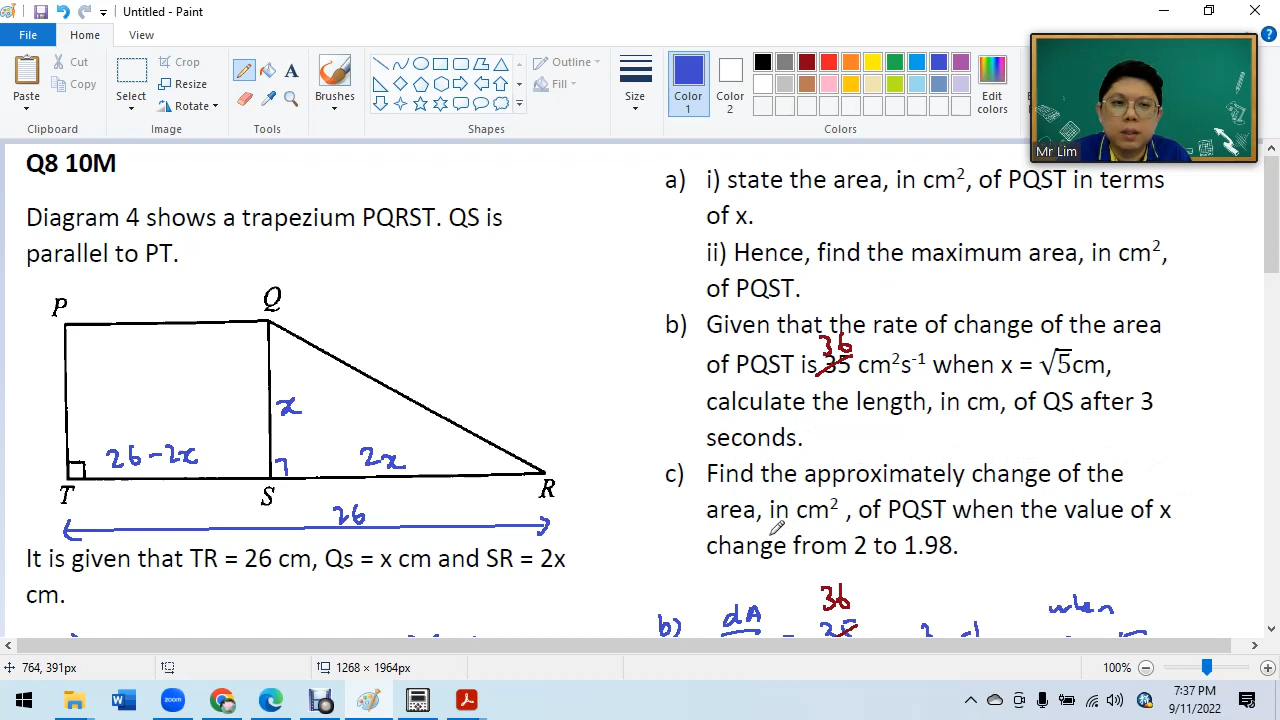 Untitled - Paint
File Home View
Paste Cut Copy
Select Crop Resize Rotate
Brushes
Outline
Fill
Size
Color 1
Color 2
Edit colors
Clipboard Image Tools Shapes Colors
Mr Lim
Q8 10M
Diagram 4 shows a trapezium PQRST. QS is
parallel to PT.
P Q
x
26-2x 2x
T S R
26
It is given that TR = 26 cm, Qs = x cm and SR = 2x
cm.
a) i) state the area, in cm², of PQST in terms
of x.
ii) Hence, find the maximum area, in cm²,
of PQST.
b) Given that the rate of change of the area
36
of PQST is 35 cm²s⁻¹ when x = √5cm,
calculate the length, in cm, of QS after 3
seconds.
c) Find the approximately change of the
area, in cm² , of PQST when the value of x
change from 2 to 1.98.
36 when
b) dA = 35
764, 391px
1268 × 1964px
100%
7:37 PM
9/11/2022
zoom